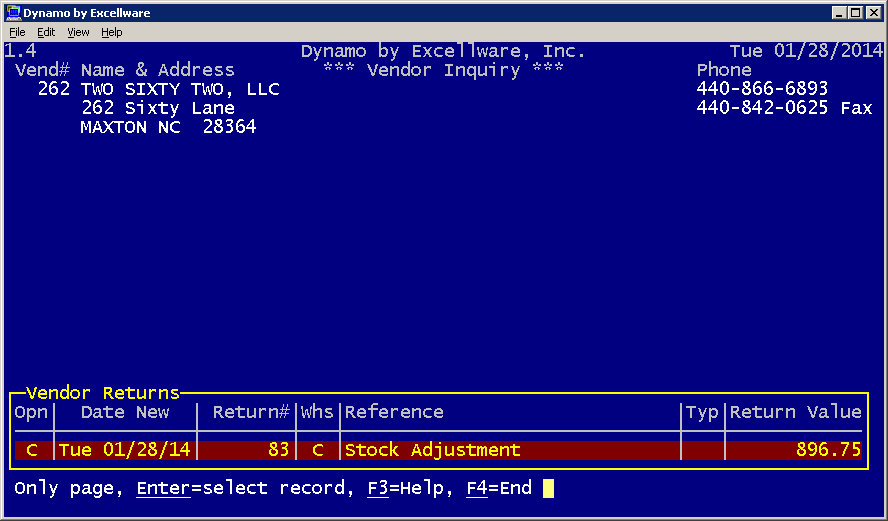 Dynamo by Excellware
File Edit View Help
1.4 Dynamo by Excellware, Inc. Tue 01/28/2014
Vend# Name & Address *** Vendor Inquiry *** Phone
262 TWO SIXTY TWO, LLC 440-866-6893
262 Sixty Lane 440-842-0625 Fax
MAXTON NC 28364
Vendor Returns
Opn Date New Return# Whs Reference Typ Return Value
C Tue 01/28/14 83 C Stock Adjustment 896.75
Only page, Enter=select record, F3=Help, F4=End